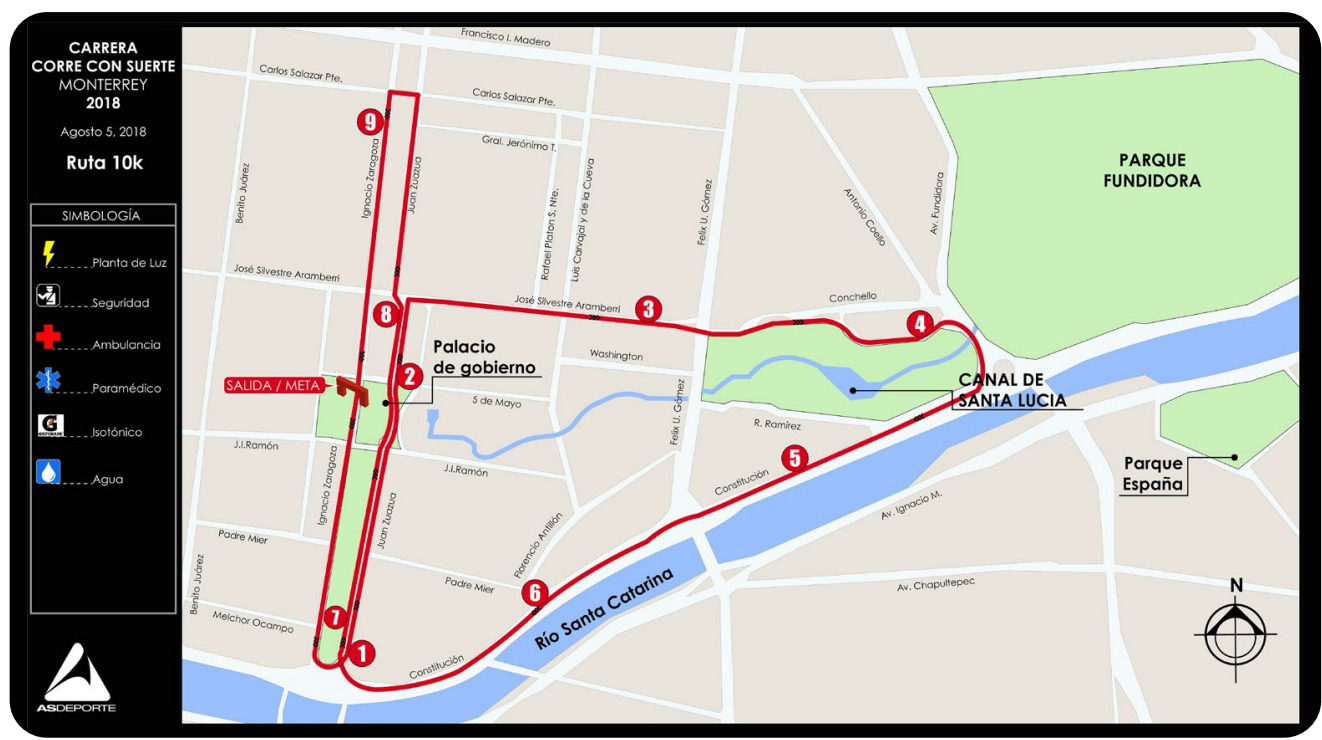 CARRERA
CORRE CON SUERTE
MONTERREY
2018
Agosto 5, 2018
Ruta 10k
SIMBOLOGÍA
Planta de Luz
Seguridad
Ambulancia
Paramédico
G
Isotónico
Agua
ASDEPORTE
Francisco I. Madero
Carlos Salazar Pte.
Carlos Salazar Pte.
9
Gral. Jerónimo T.
PARQUE
FUNDIDORA
Benito Juárez
Ignacio Zaragoza
Juan Zuazua
Rafael Platon S. Nte.
Luis Carvajal y de la Cueva
Felix U. Gómez
Antonio Coello
Av. Fundidora
José Silvestre Aramberri
José Silvestre Aramberri
Conchello
8
3
4
Palacio
de gobierno
Washington
2
SALIDA / META
5 de Mayo
CANAL DE
SANTA LUCIA
Felix U. Gómez
R. Ramírez
J.I.Ramón
J.I.Ramón
5
Constitución
Parque
España
Ignacio Zaragoza
Juan Zuazua
Av. Ignacio M.
Florencio Antillón
Padre Mier
Padre Mier
6
Río Santa Catarina
Av. Chapultepec
N
Benito Juárez
Melchor Ocampo
7
1
Constitución